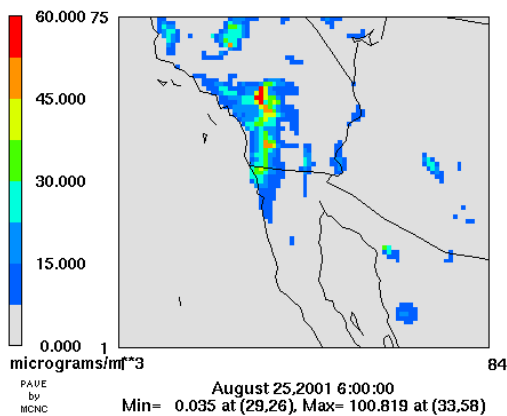 60.000
45.000
30.000
15.000
0.000
micrograms/m**3
75
1
84
PAVE
by
MCNC
August 25,2001 6:00:00
Min= 0.035 at (29,26), Max= 100.819 at (33,58)